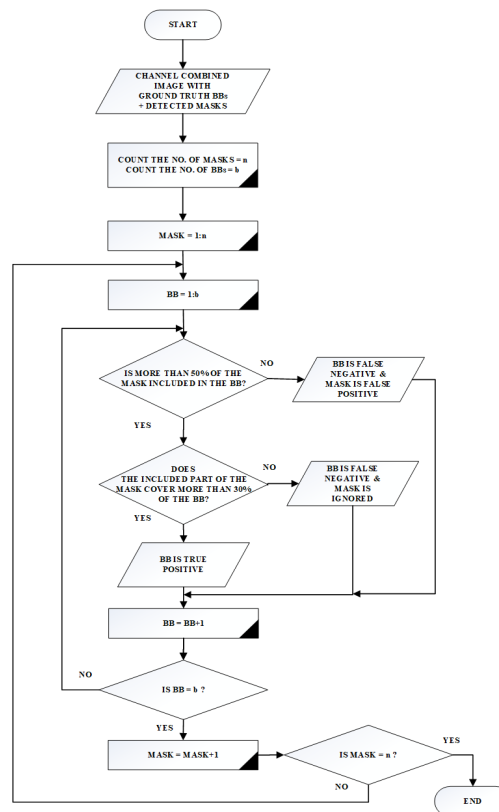 START
CHANNEL COMBINED
IMAGE WITH
GROUND TRUTH BBs
+ DETECTED MASKS
COUNT THE NO. OF MASKS = n
COUNT THE NO. OF BBs = b
MASK = 1:n
BB = 1:b
IS MORE THAN 50% OF THE
MASK INCLUDED IN THE BB?
NO
BB IS FALSE
NEGATIVE &
MASK IS FALSE
POSITIVE
YES
DOES
THE INCLUDED PART OF THE
MASK COVER MORE THAN 30%
OF THE BB?
NO
BB IS FALSE
NEGATIVE &
MASK IS
IGNORED
YES
BB IS TRUE
POSITIVE
BB = BB+1
IS BB = b ?
NO
YES
MASK = MASK+1
IS MASK = n ?
YES
NO
END